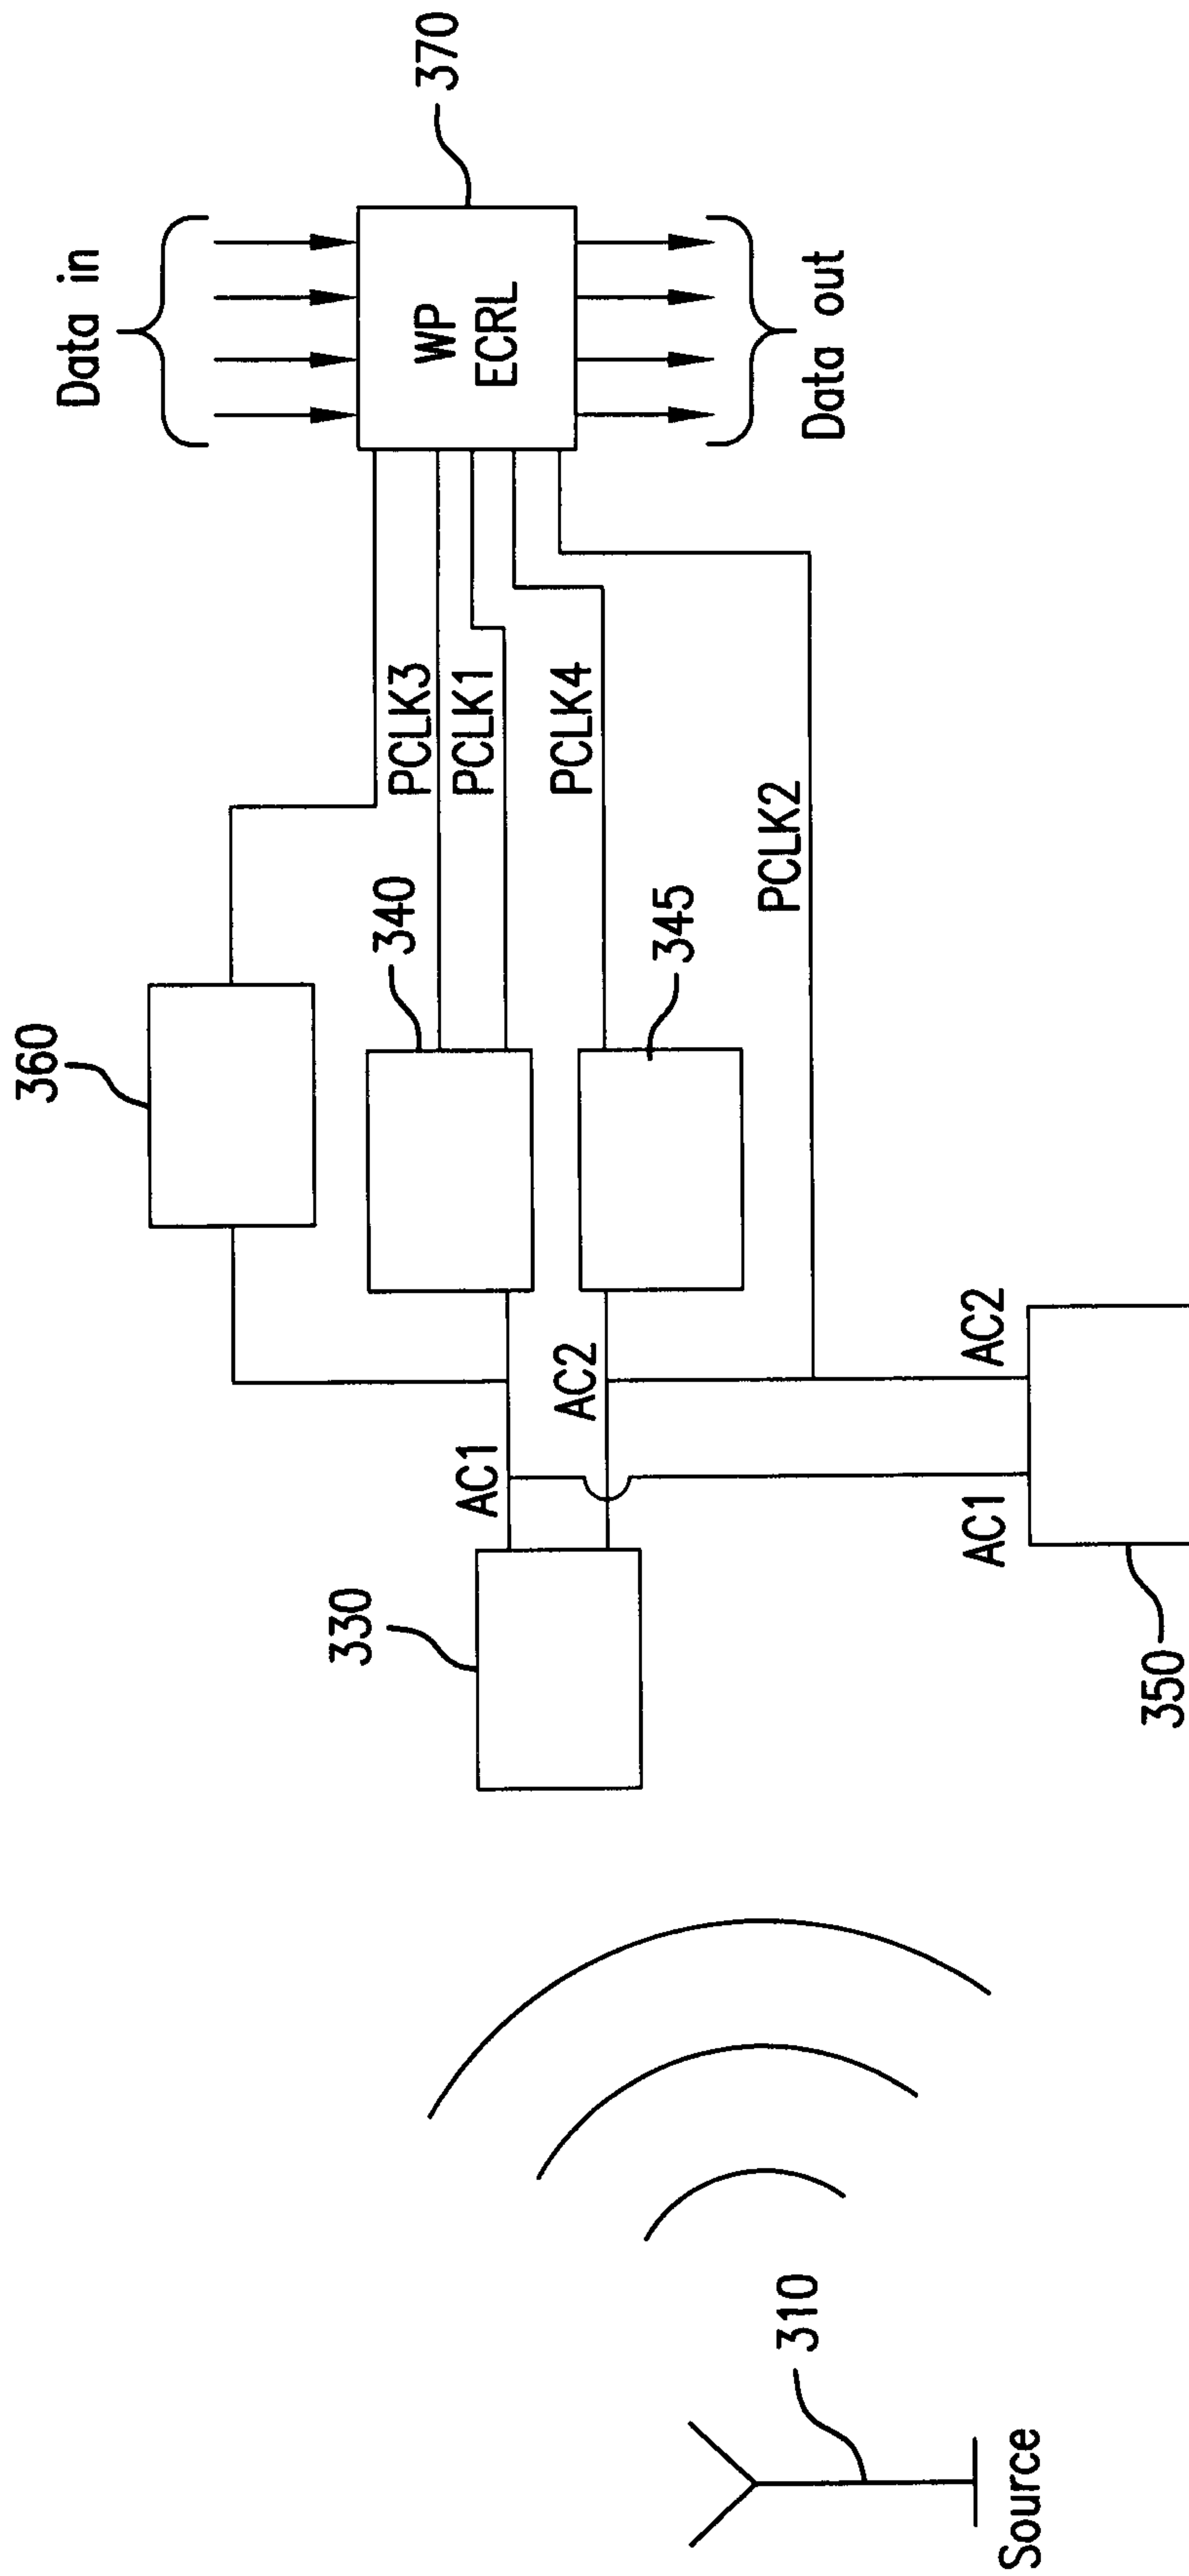 Data in
370
WP
ECRL
Data out
360
340
345
PCLK3
PCLK1
PCLK4
PCLK2
330
AC1
AC2
AC1
AC2
350
310
Source